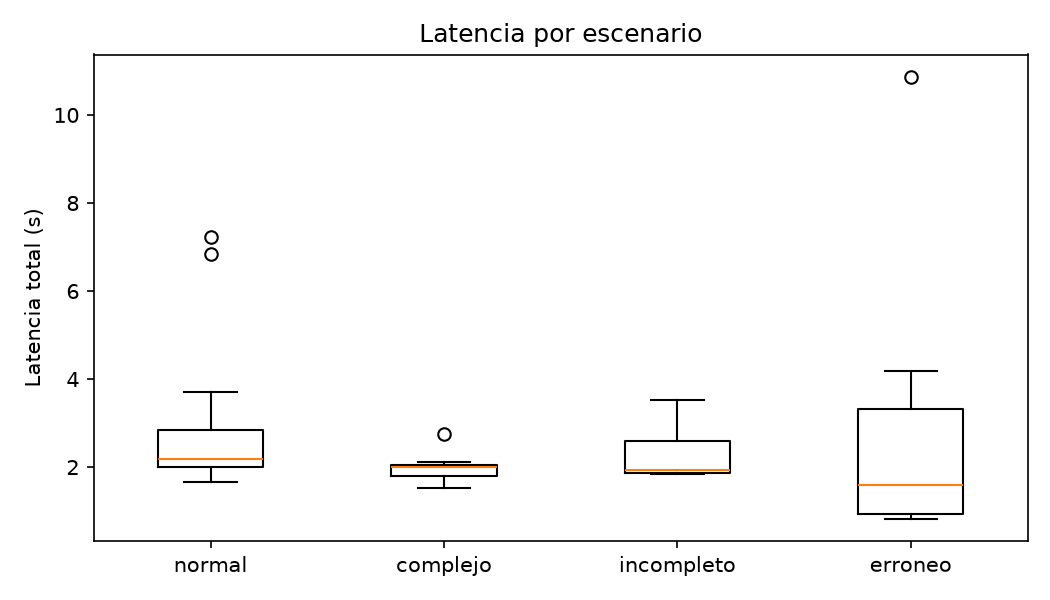 Latencia por escenario
Latencia total (s)
10
8
6
4
2
normal
complejo
incompleto
erroneo